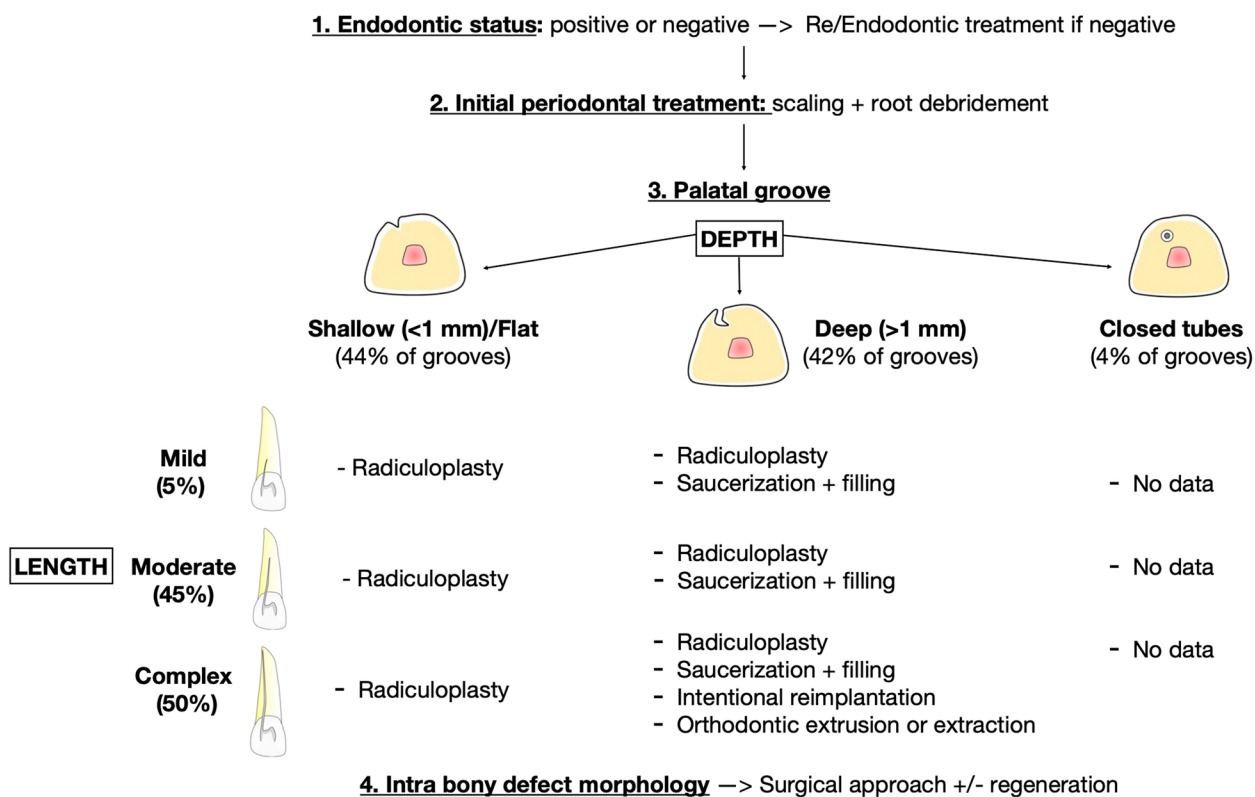 1. Endodontic status: positive or negative —> Re/Endodontic treatment if negative
2. Initial periodontal treatment: scaling + root debridement
3. Palatal groove
DEPTH
Shallow (<1 mm)/Flat
(44% of grooves)
Deep (>1 mm)
(42% of grooves)
Closed tubes
(4% of grooves)
LENGTH
Mild
(5%)
- Radiculoplasty
- Radiculoplasty
- Saucerization + filling
- No data
Moderate
(45%)
- Radiculoplasty
- Radiculoplasty
- Saucerization + filling
- No data
Complex
(50%)
- Radiculoplasty
- Radiculoplasty
- Saucerization + filling
- Intentional reimplantation
- Orthodontic extrusion or extraction
- No data
4. Intra bony defect morphology —> Surgical approach +/- regeneration